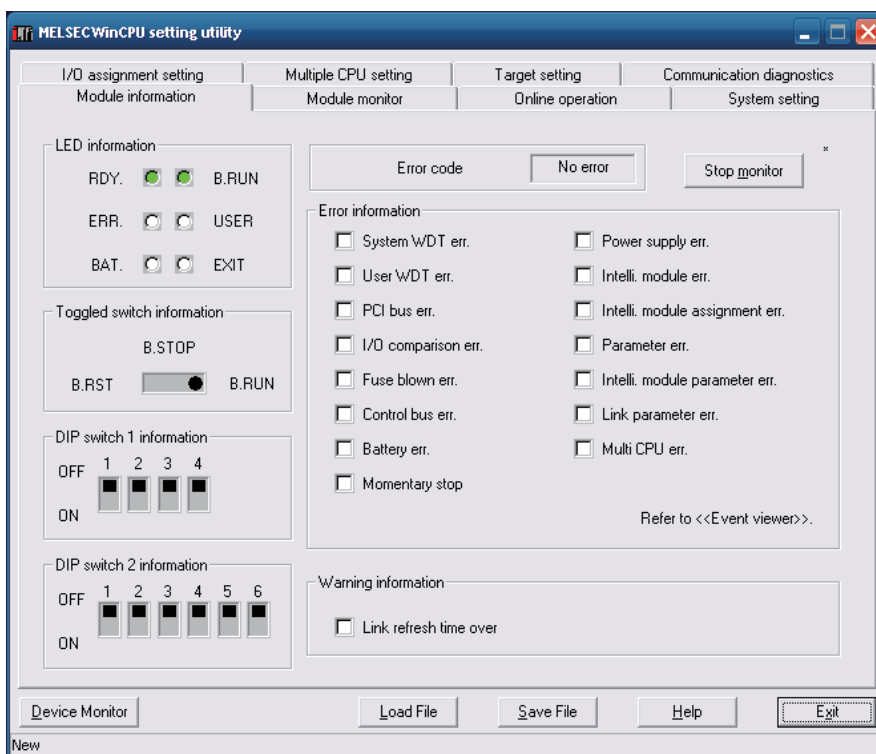 MELSECWinCPU setting utility
I/O assignment setting Multiple CPU setting Target setting Communication diagnostics
Module information Module monitor Online operation System setting
LED information
RDY. B.RUN
ERR. USER
BAT. EXIT
Toggled switch information
B.STOP
B.RST B.RUN
DIP switch 1 information
OFF 1 2 3 4
ON
DIP switch 2 information
OFF 1 2 3 4 5 6
ON
Error code No error
Stop monitor
*
Error information
System WDT err. Power supply err.
User WDT err. Intelli. module err.
PCI bus err. Intelli. module assignment err.
I/O comparison err. Parameter err.
Fuse blown err. Intelli. module parameter err.
Control bus err. Link parameter err.
Battery err. Multi CPU err.
Momentary stop
Refer to <<Event viewer>>.
Warning information
Link refresh time over
Device Monitor Load File Save File Help Exit
New